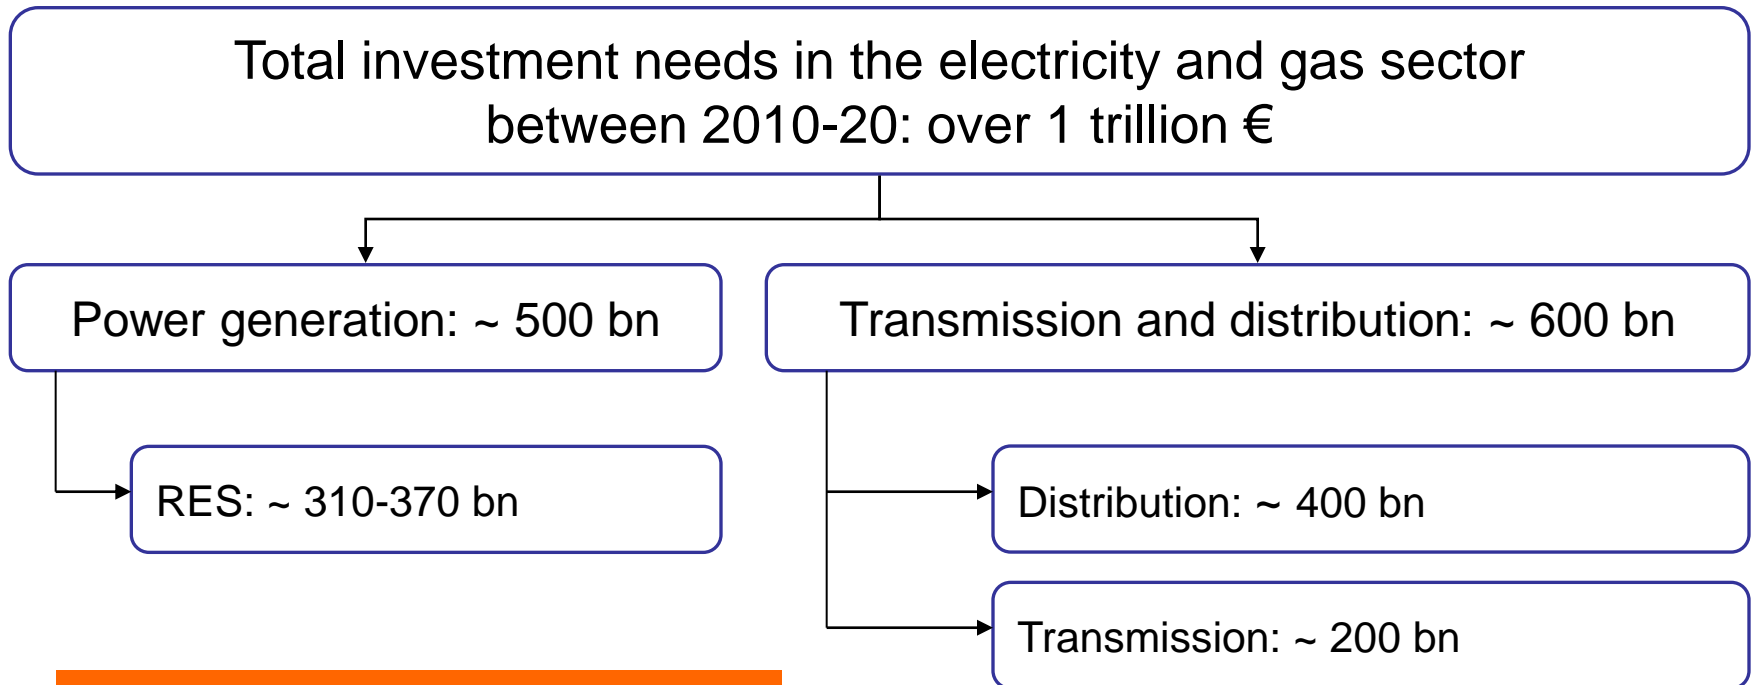 Total investment needs in the electricity and gas sector
between 2010-20: over 1 trillion €
Power generation: ~ 500 bn
Transmission and distribution: ~ 600 bn
RES: ~ 310-370 bn
Distribution: ~ 400 bn
Transmission: ~ 200 bn